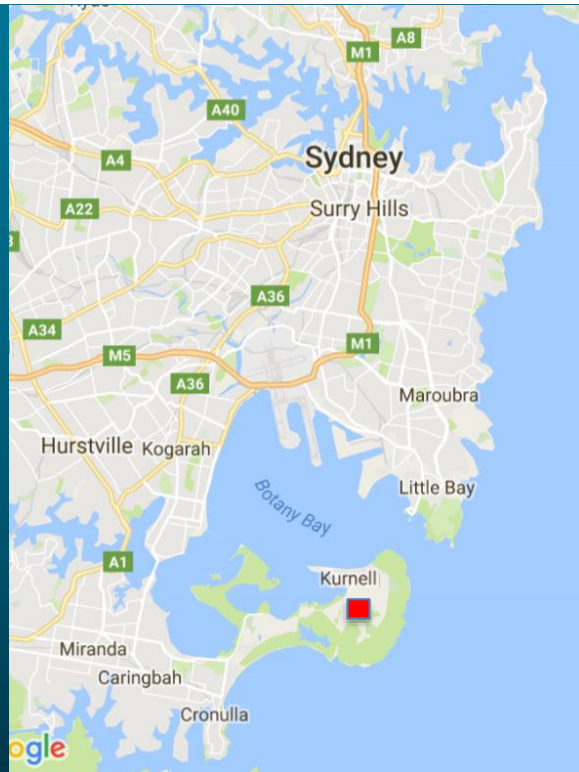 M1
A8
A40
Sydney
A4
Surry Hills
A22
A36
A34
M5
M1
A36
Maroubra
Hurstville
Kogarah
Little Bay
Botany Bay
A1
Kurnell
Miranda
Caringbah
Cronulla
ogle